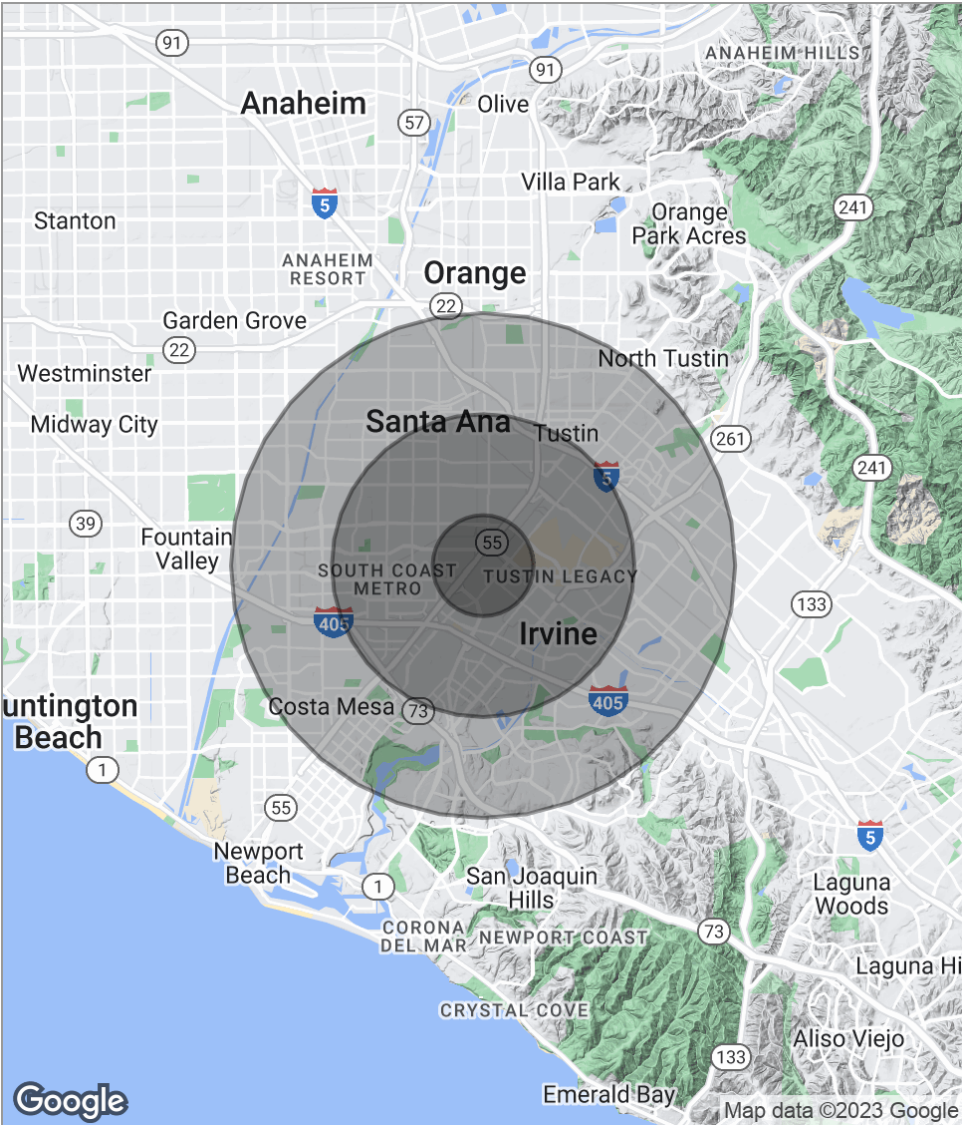 91
ANAHEIM HILLS
91
Anaheim
Olive
57
Villa Park
5
241
Stanton
Orange
Park Acres
ANAHEIM
RESORT
Orange
22
Garden Grove
22
North Tustin
Westminster
Midway City
Santa Ana
Tustin
261
241
5
39
Fountain
Valley
55
SOUTH COAST
METRO
TUSTIN LEGACY
133
405
Irvine
405
untington
Beach
Costa Mesa
73
1
55
5
Newport
Beach
1
San Joaquin
Hills
Laguna
Woods
CORONA
DEL MAR
NEWPORT COAST
73
Laguna Hi
CRYSTAL COVE
Aliso Viejo
133
Emerald Bay
Google
Map data ©2023 Google